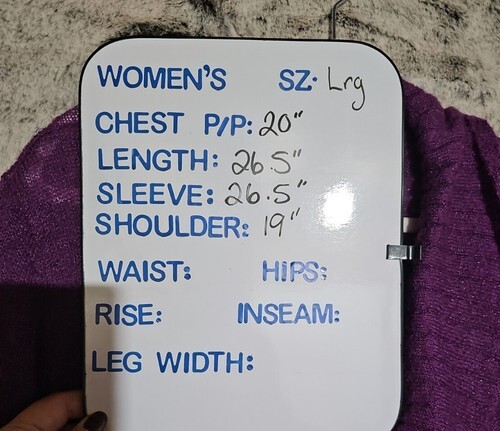 WOMEN'S SZ. Lrg
CHEST P/P: 20"
LENGTH: 26.5"
SLEEVE: 26.5"
SHOULDER: 19"
WAIST: HIPS:
RISE: INSEAM:
LEG WIDTH: